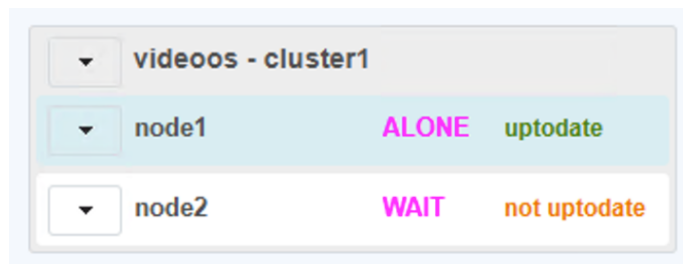 videoos - cluster1
node1 ALONE uptodate
node2 WAIT not uptodate